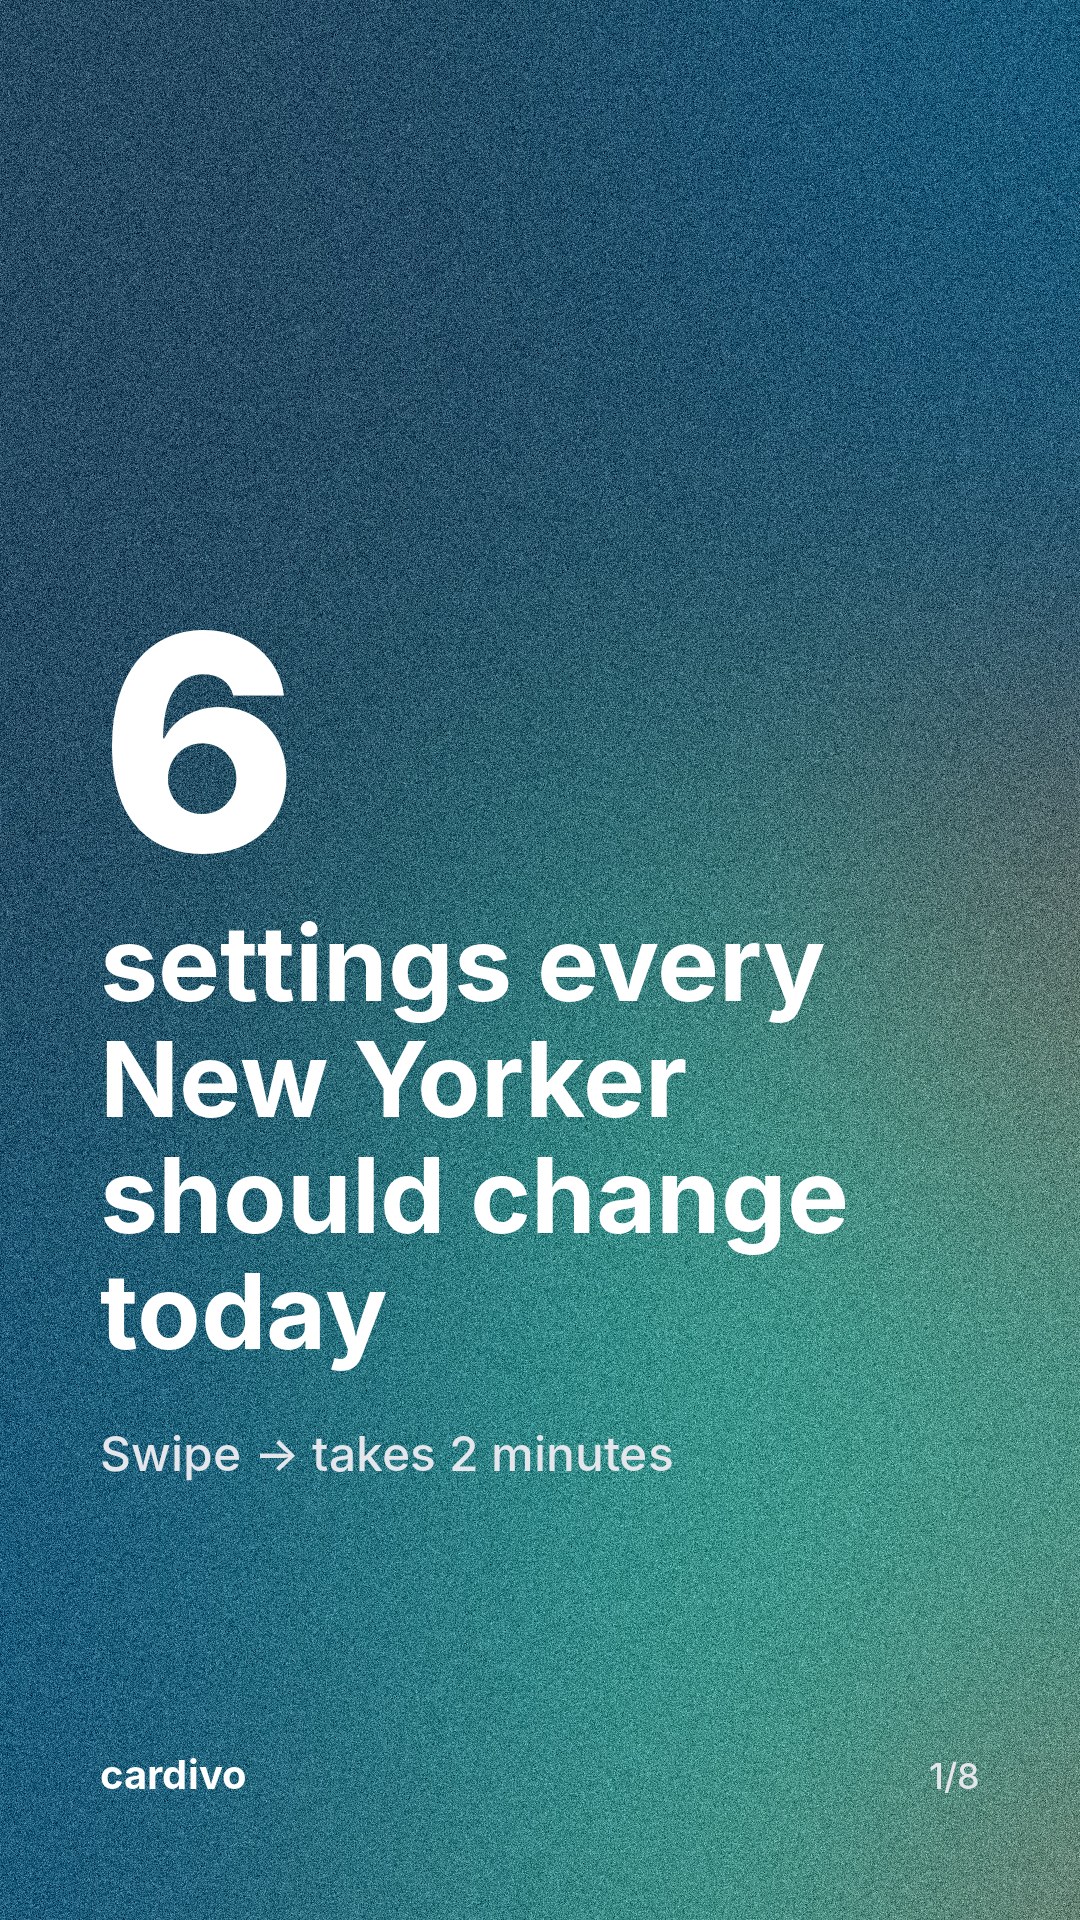 6
settings every
New Yorker
should change
today
Swipe → takes 2 minutes
cardivo
1/8